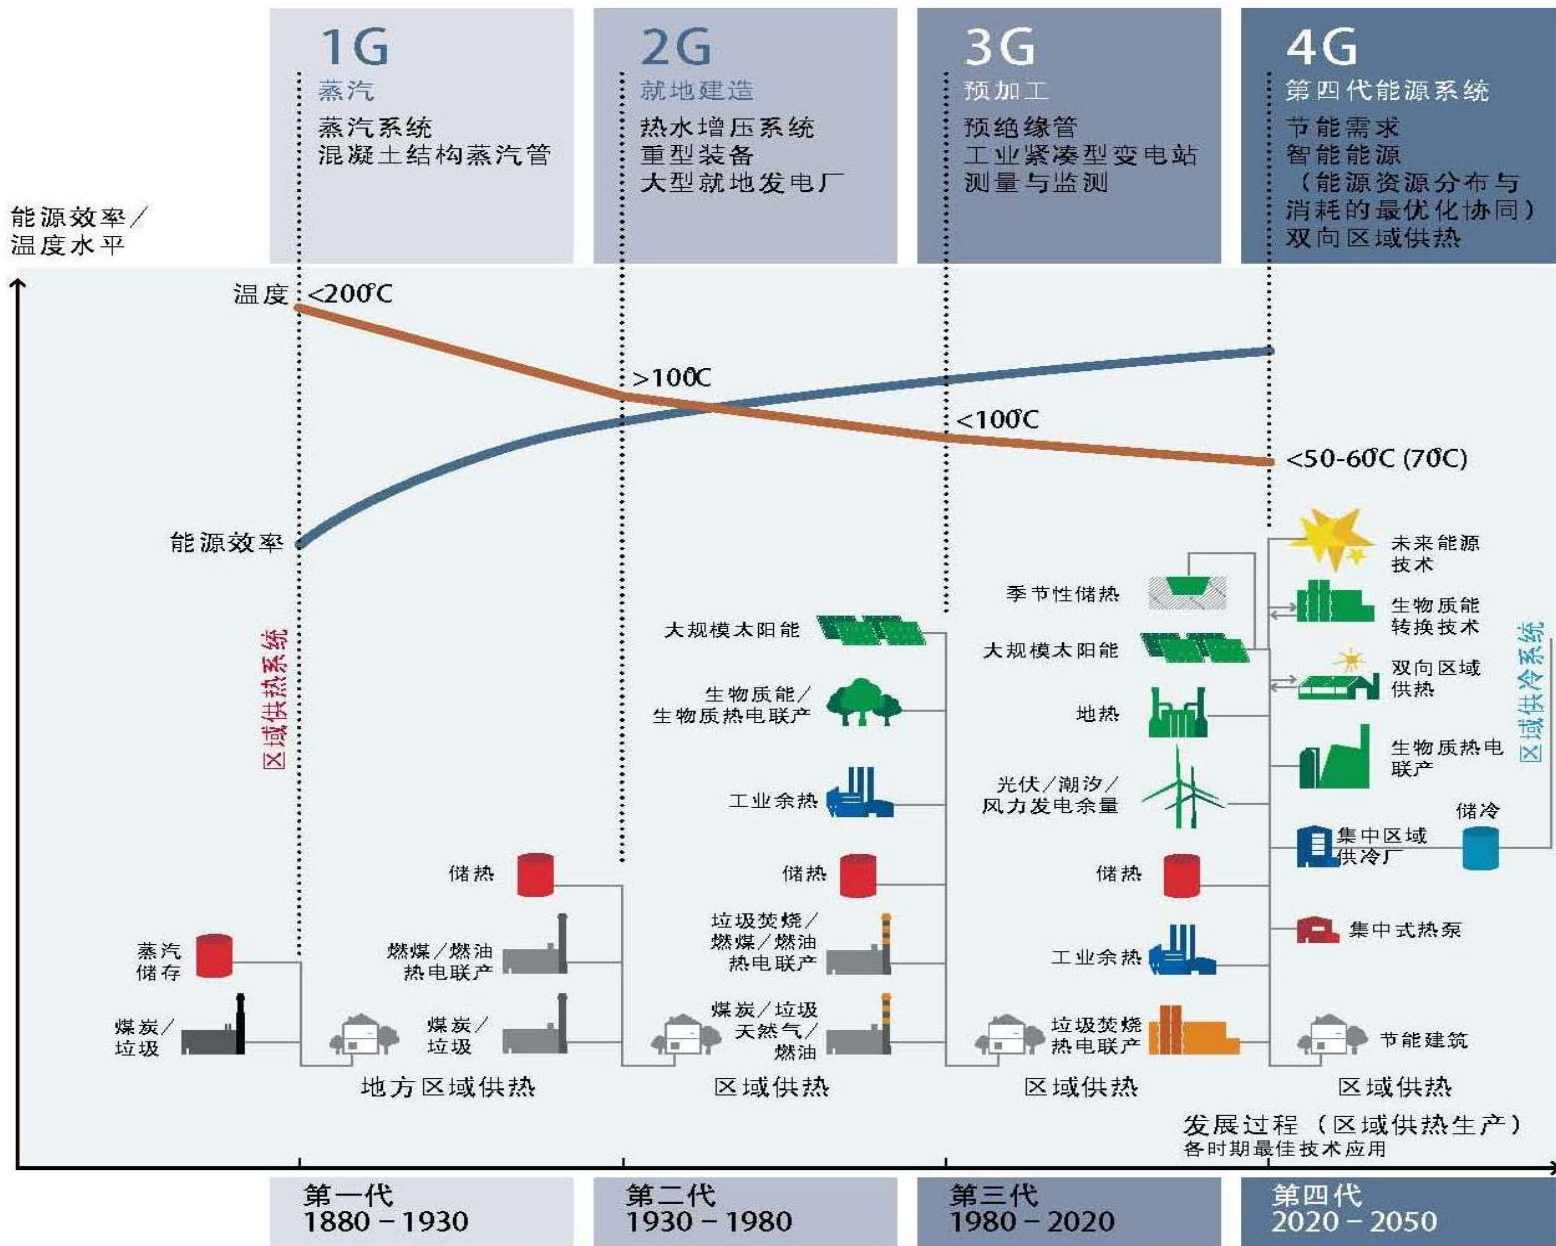 1G
蒸汽
蒸汽系统
混凝土结构蒸汽管
2G
就地建造
热水增压系统
重型装备
大型就地发电厂
3G
预加工
预绝缘管
工业紧凑型变电站
测量与监测
4G
第四代能源系统
节能需求
智能能源
（能源资源分布与
消耗的最优化协同）
双向区域供热
能源效率/
温度水平
温度
<200℃
>100℃
<100℃
<50-60℃ (70℃)
能源效率
区域供热系统
蒸汽
储存
煤炭/
垃圾
地方区域供热
储热
燃煤/燃油
热电联产
煤炭/
垃圾
区域供热
大规模太阳能
生物质能/
生物质热电联产
工业余热
储热
垃圾焚烧/
燃煤/燃油
热电联产
煤炭/垃圾
天然气/
燃油
区域供热
季节性储热
大规模太阳能
地热
光伏/潮汐/
风力发电余量
储热
工业余热
垃圾焚烧
热电联产
未来能源
技术
生物质能
转换技术
双向区域
供热
生物质热电
联产
集中区域
供冷厂
储冷
区域供冷系统
集中式热泵
节能建筑
区域供热
发展过程（区域供热生产）
各时期最佳技术应用
第一代
1880－1930
第二代
1930－1980
第三代
1980－2020
第四代
2020－2050